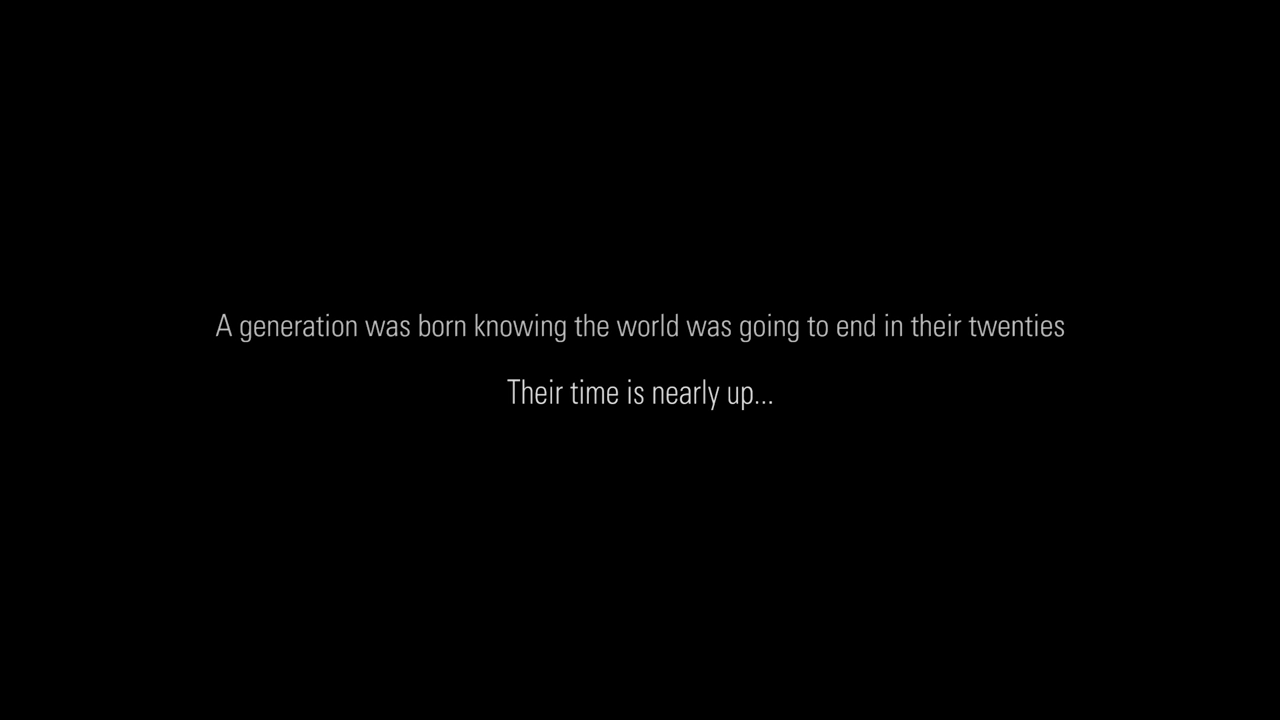 A generation was born knowing the world was going to end in their twenties
Their time is nearly up...